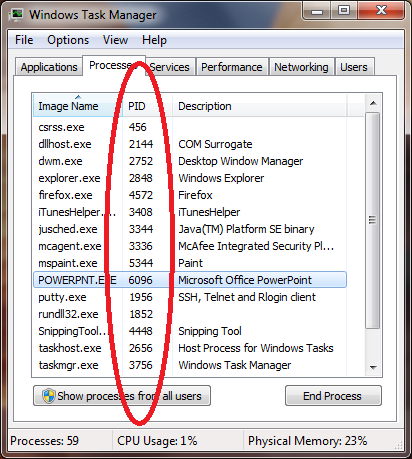 Windows Task Manager
File Options View Help
Applications Processes Services Performance Networking Users
Image Name PID Description
csrss.exe 456
dllhost.exe 2144 COM Surrogate
dwm.exe 2752 Desktop Window Manager
explorer.exe 2848 Windows Explorer
firefox.exe 4572 Firefox
iTunesHelper.... 3408 iTunesHelper
jusched.exe 3344 Java(TM) Platform SE binary
mcagent.exe 3336 McAfee Integrated Security Pl...
mspaint.exe 5344 Paint
POWERPNT.EXE 6096 Microsoft Office PowerPoint
putty.exe 1956 SSH, Telnet and Rlogin client
rundll32.exe 1852
SnippingTool... 4448 Snipping Tool
taskhost.exe 2656 Host Process for Windows Tasks
taskmgr.exe 3756 Windows Task Manager
Show processes from all users End Process
Processes: 59 CPU Usage: 1% Physical Memory: 23%